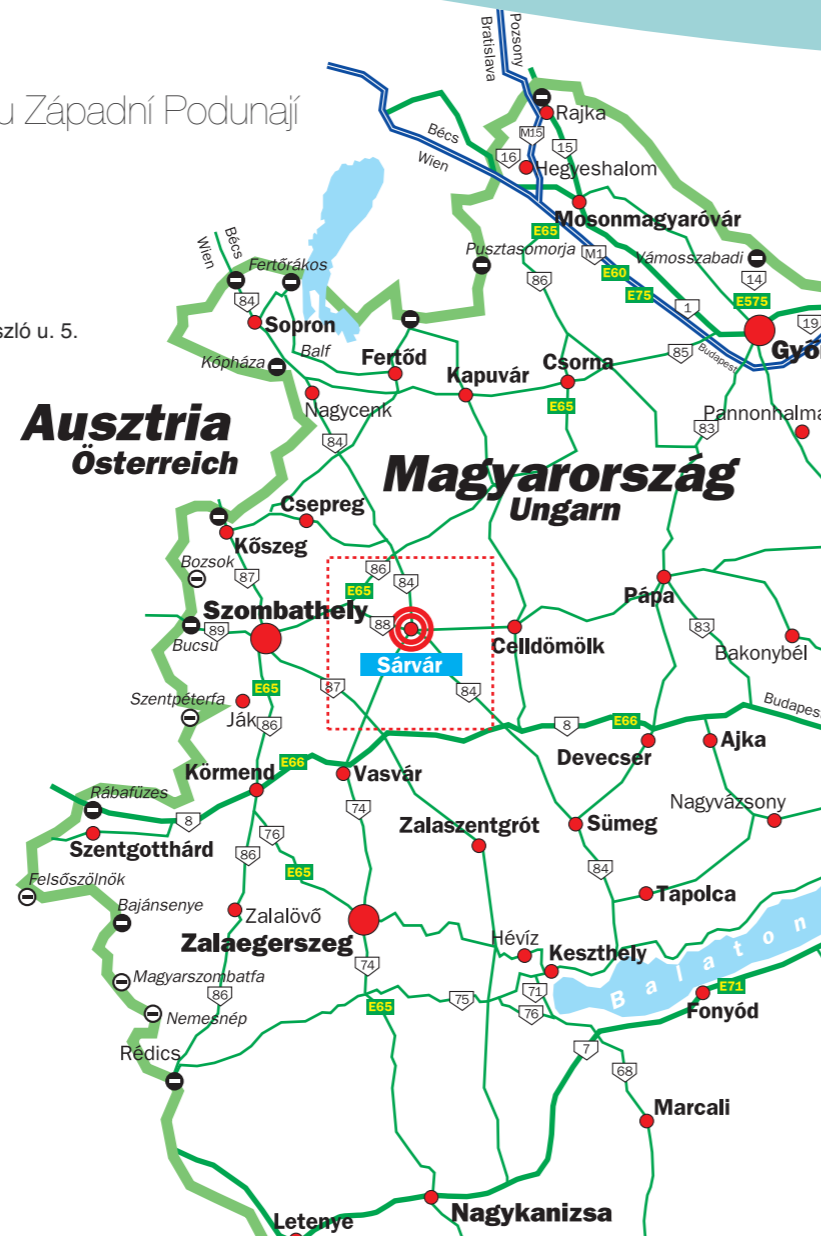 u Západní Podunají
szló u. 5.
Bratislava
Pozsony
Rajka
M15
15
16
Hegyeshalom
Bécs
Wien
Mosonmagyaróvár
E65
M1
Pusztasomorja
Vámosszabadi
E60
14
86
E75
E575
1
19
Wien
Bécs
Fertőrákos
84
Sopron
Balf
Győr
85
Budapest
Kópháza
Fertőd
Kapuvár
Csorna
E65
Nagycenk
Pannonhalma
83
84
Ausztria
Österreich
Magyarország
Ungarn
Csepreg
Kőszeg
Bozsok
87
86
84
E65
Pápa
Szombathely
88
89
Bucsu
Celldömölk
83
Bakonybél
Sárvár
E65
87
84
Szentpéterfa
Ják
86
Budapest
8
E66
Devecser
Ajka
E66
Körmend
Vasvár
Rábafüzes
8
74
Nagyvázsony
76
Zalaszentgrót
Sümeg
Szentgotthárd
86
E65
84
Felsőszölnök
Tapolca
Bajánsenye
Zalalövő
Zalaegerszeg
Hévíz
Keszthely
Balaton
74
Magyarszombatfa
86
71
E71
75
E65
76
Fonyód
Nemesnép
Rédics
7
68
Marcali
Nagykanizsa
Letenye